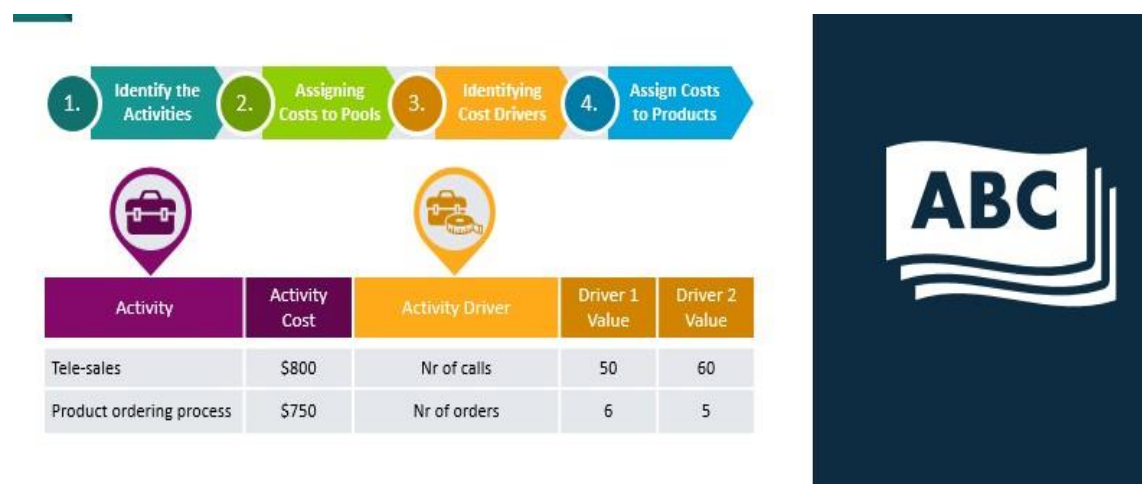 1.
Identify the
Activities
2.
Assigning
Costs to Pools
3.
Identifying
Cost Drivers
4.
Assign Costs
to Products
Activity
Activity
Cost
Activity Driver
Driver 1
Value
Driver 2
Value
Tele-sales $800 Nr of calls 50 60
Product ordering process $750 Nr of orders 6 5
ABC